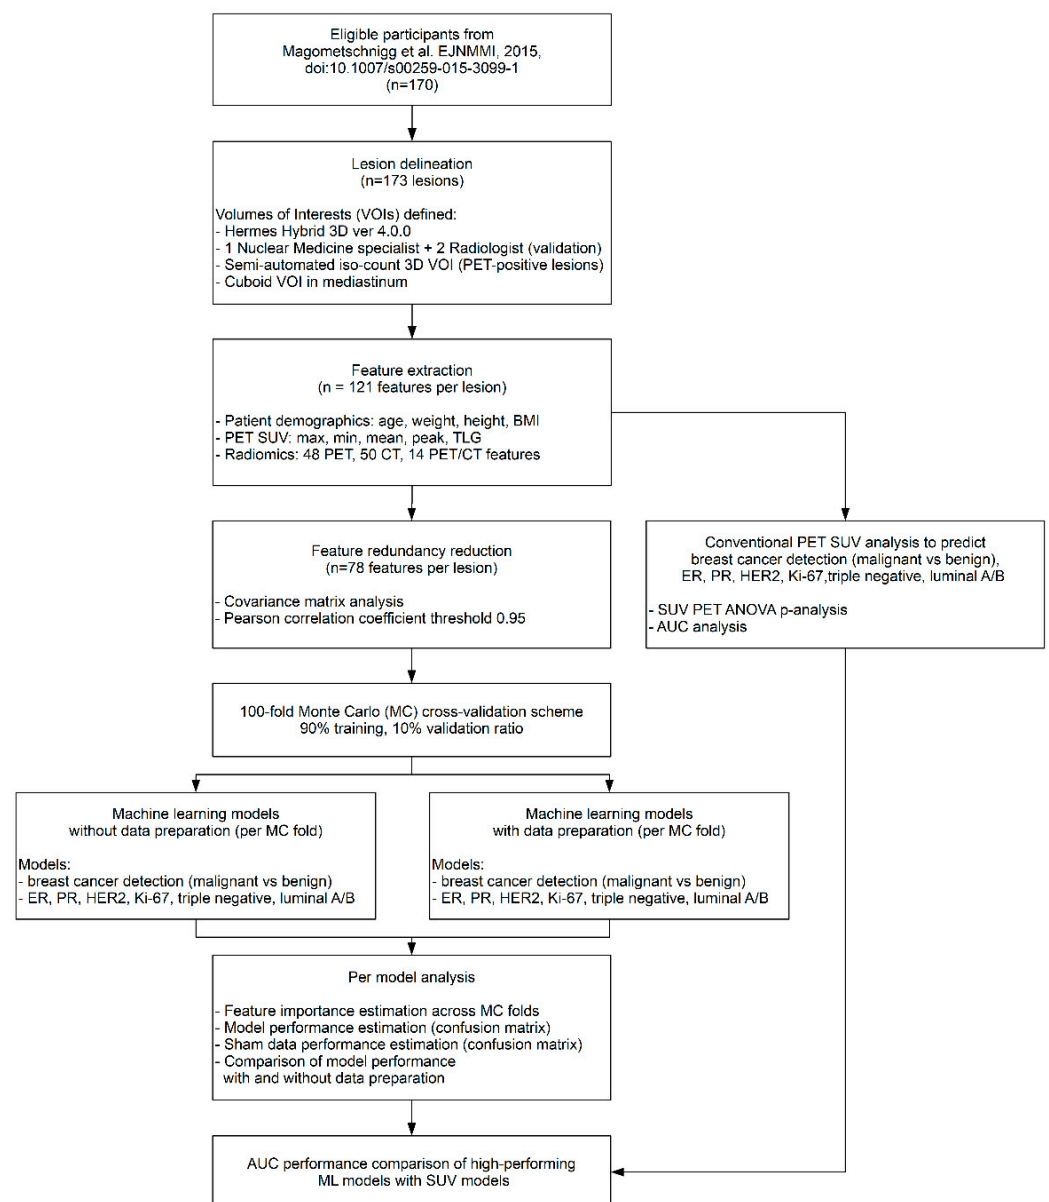 Eligible participants from
Magometschnigg et al. EJNMMI, 2015,
doi:10.1007/s00259-015-3099-1
(n=170)
Lesion delineation
(n=173 lesions)
Volumes of Interests (VOIs) defined:
- Hermes Hybrid 3D ver 4.0.0
- 1 Nuclear Medicine specialist + 2 Radiologist (validation)
- Semi-automated iso-count 3D VOI (PET-positive lesions)
- Cuboid VOI in mediastinum
Feature extraction
(n = 121 features per lesion)
- Patient demographics: age, weight, height, BMI
- PET SUV: max, min, mean, peak, TLG
- Radiomics: 48 PET, 50 CT, 14 PET/CT features
Feature redundancy reduction
(n=78 features per lesion)
- Covariance matrix analysis
- Pearson correlation coefficient threshold 0.95
Conventional PET SUV analysis to predict
breast cancer detection (malignant vs benign),
ER, PR, HER2, Ki-67,triple negative, luminal A/B
- SUV PET ANOVA p-analysis
- AUC analysis
100-fold Monte Carlo (MC) cross-validation scheme
90% training, 10% validation ratio
Machine learning models
without data preparation (per MC fold)
Models:
- breast cancer detection (malignant vs benign)
- ER, PR, HER2, Ki-67, triple negative, luminal A/B
Machine learning models
with data preparation (per MC fold)
Models:
- breast cancer detection (malignant vs benign)
- ER, PR, HER2, Ki-67, triple negative, luminal A/B
Per model analysis
- Feature importance estimation across MC folds
- Model performance estimation (confusion matrix)
- Sham data performance estimation (confusion matrix)
- Comparison of model performance
with and without data preparation
AUC performance comparison of high-performing
ML models with SUV models